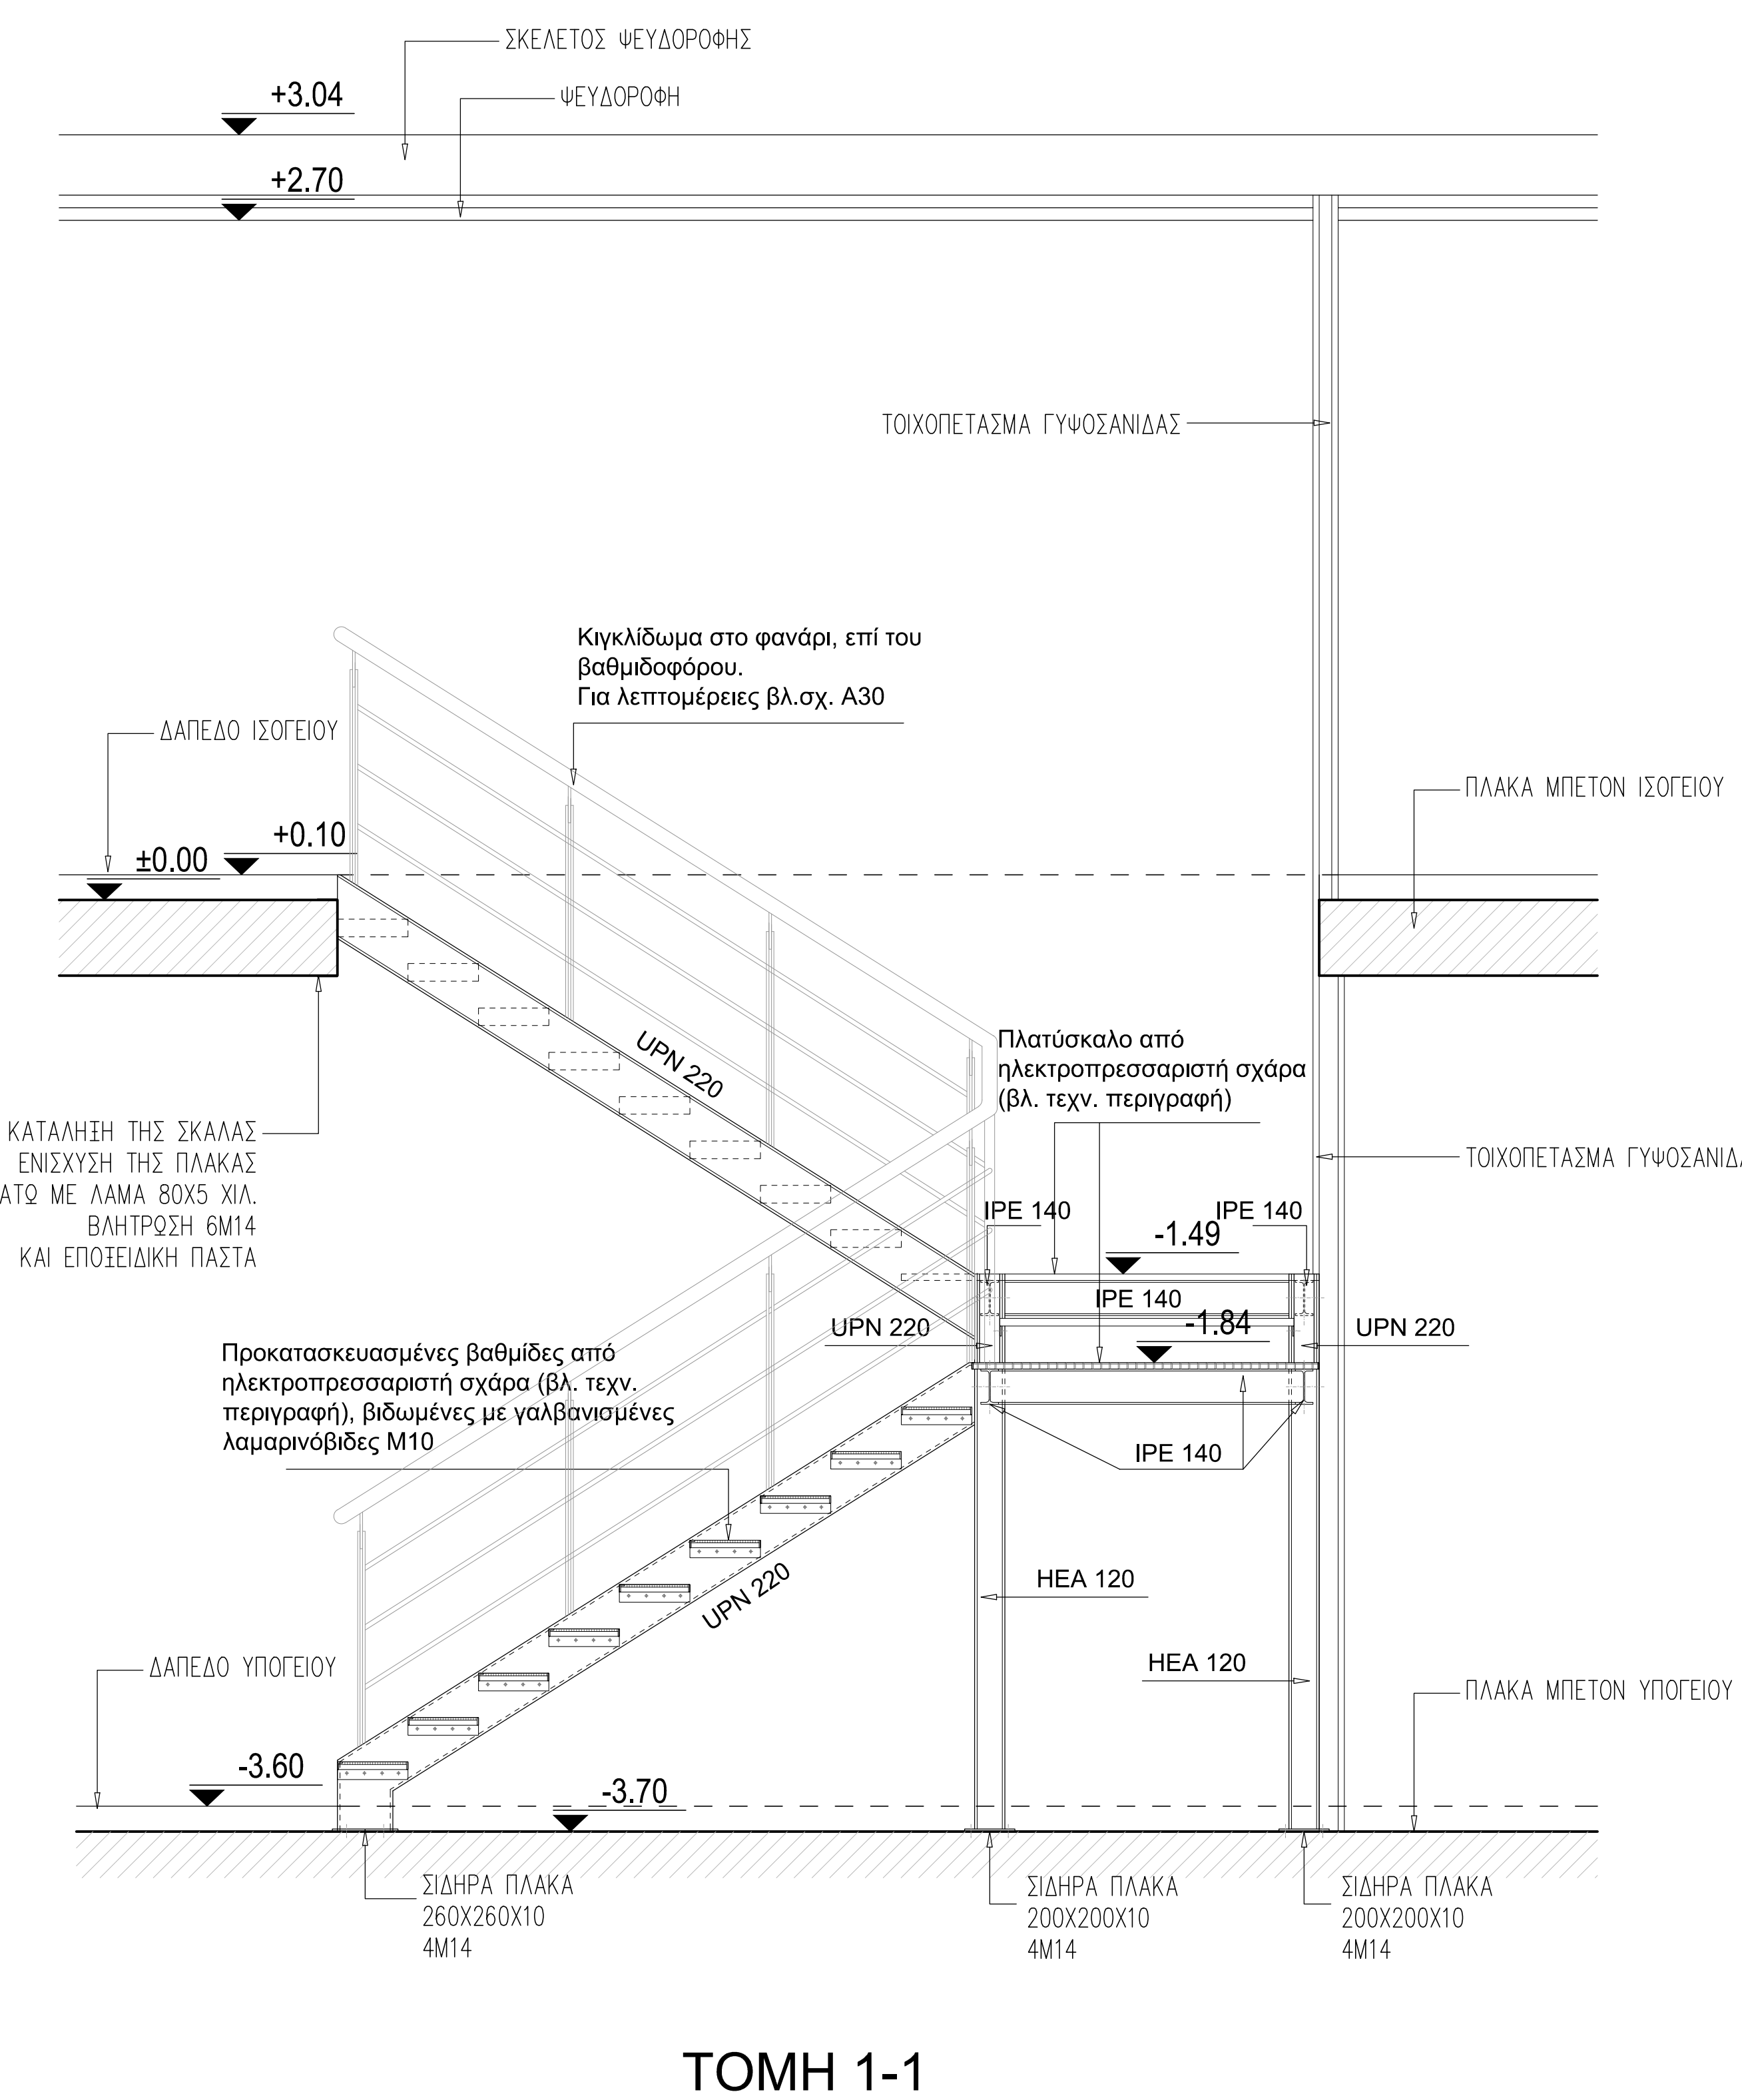 ΣΚΕΛΕΤΟΣ ΨΕΥΔΟΡΟΦΗΣ
+3.04
ΨΕΥΔΟΡΟΦΗ
+2.70
ΤΟΙΧΟΠΕΤΑΣΜΑ ΓΥΨΟΣΑΝΙΔΑΣ
Κιγκλίδωμα στο φανάρι, επί του
βαθμιδοφόρου.
Για λεπτομέρειες βλ.σχ. Α30
ΔΑΠΕΔΟ ΙΣΟΓΕΙΟΥ
ΠΛΑΚΑ ΜΠΕΤΟΝ ΙΣΟΓΕΙΟΥ
+0.10
±0.00
UPN 220
Πλατύσκαλο από
ηλεκτροπρεσσαριστή σχάρα
(βλ. τεχν. περιγραφή)
ΚΑΤΑΛΗΞΗ ΤΗΣ ΣΚΑΛΑΣ
ΕΝΙΣΧΥΣΗ ΤΗΣ ΠΛΑΚΑΣ
ΑΤΩ ΜΕ ΛΑΜΑ 80Χ5 ΧΙΛ.
ΒΛΗΤΡΩΣΗ 6Μ14
ΚΑΙ ΕΠΟΞΕΙΔΙΚΗ ΠΑΣΤΑ
ΤΟΙΧΟΠΕΤΑΣΜΑ ΓΥΨΟΣΑΝΙΔΑ
IPE 140
IPE 140
-1.49
IPE 140
-1.84
UPN 220
UPN 220
Προκατασκευασμένες βαθμίδες από
ηλεκτροπρεσσαριστή σχάρα (βλ. τεχν.
περιγραφή), βιδωμένες με γαλβανισμένες
λαμαρινόβιδες Μ10
IPE 140
UPN 220
HEA 120
HEA 120
ΔΑΠΕΔΟ ΥΠΟΓΕΙΟΥ
ΠΛΑΚΑ ΜΠΕΤΟΝ ΥΠΟΓΕΙΟΥ
-3.60
-3.70
ΣΙΔΗΡΑ ΠΛΑΚΑ
260Χ260Χ10
4Μ14
ΣΙΔΗΡΑ ΠΛΑΚΑ
200Χ200Χ10
4Μ14
ΣΙΔΗΡΑ ΠΛΑΚΑ
200Χ200Χ10
4Μ14
ΤΟΜΗ 1-1